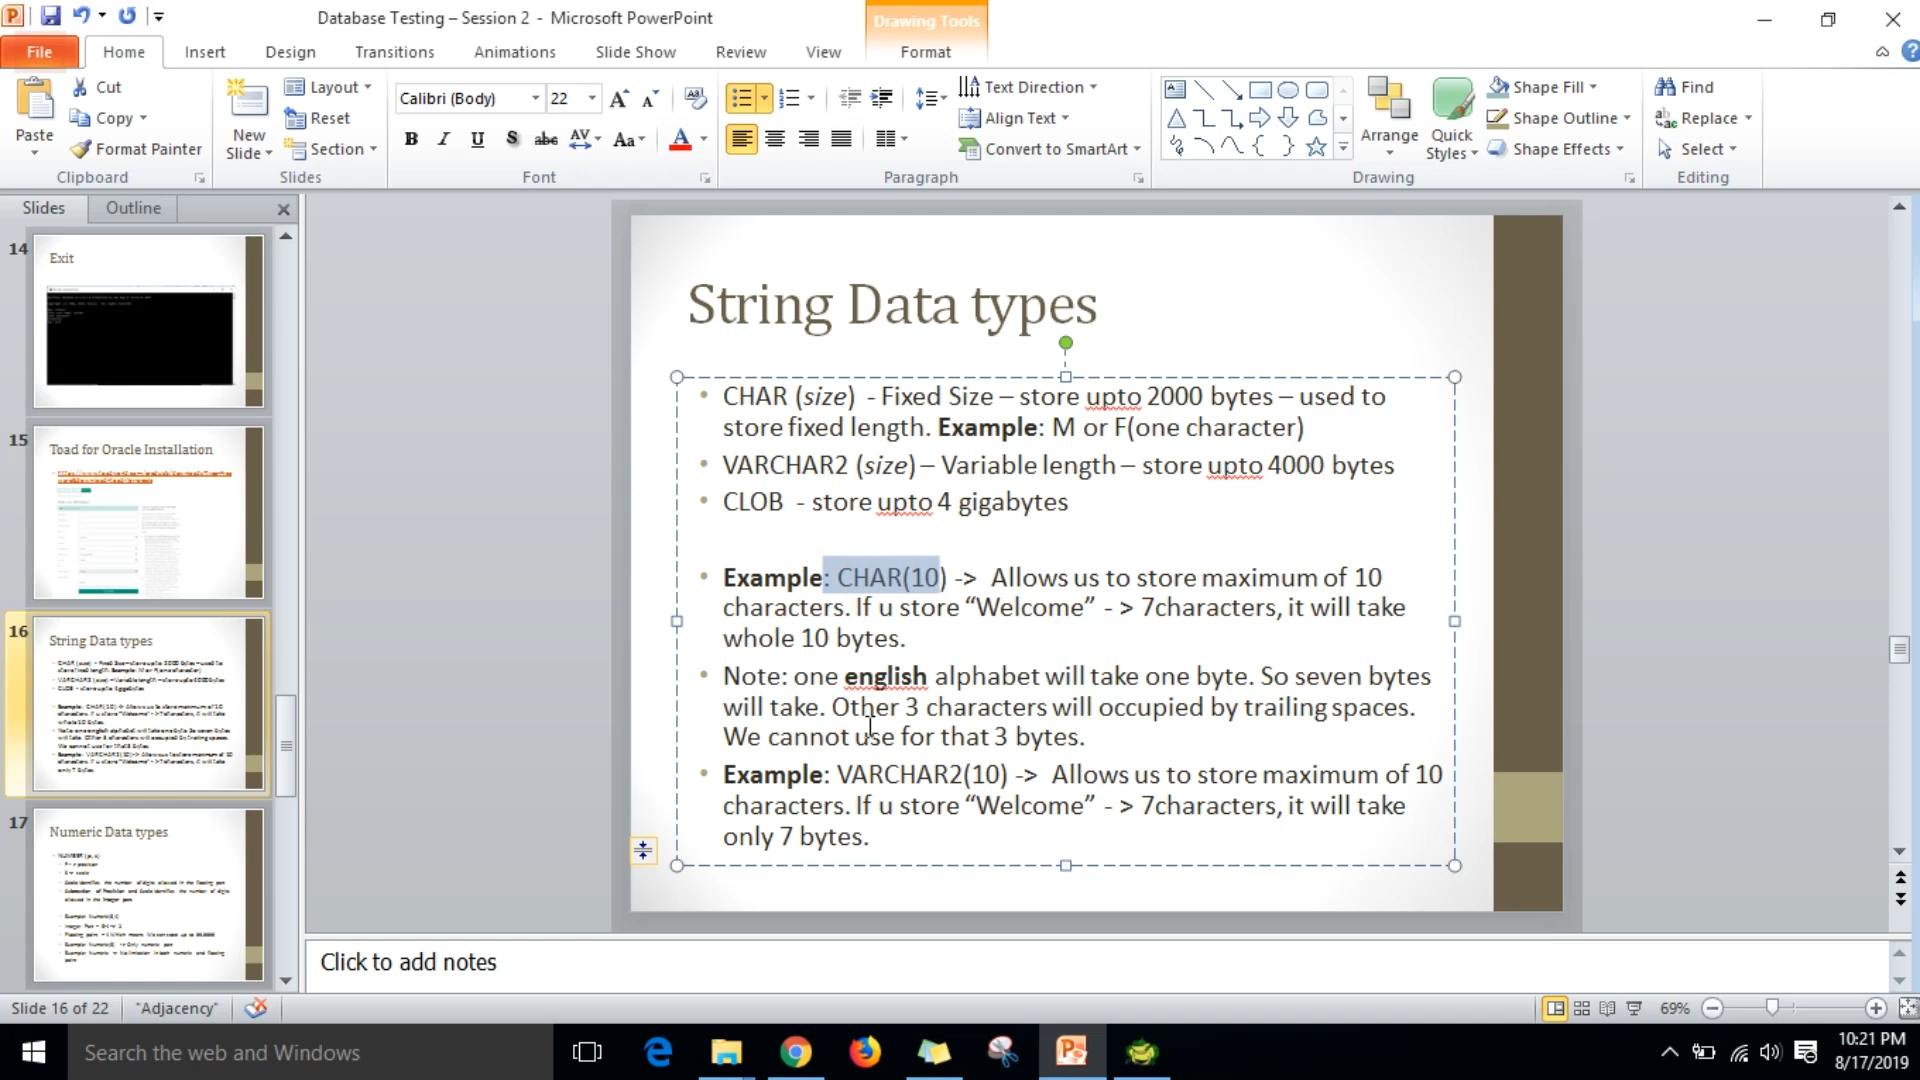 Database Testing – Session 2 - Microsoft PowerPoint
Drawing Tools
File Home Insert Design Transitions Animations Slide Show Review View Format
Paste
Cut
Copy
Format Painter
Clipboard
New Slide
Layout
Reset
Section
Slides
Calibri (Body) 22
Font
Text Direction
Align Text
Convert to SmartArt
Paragraph
Arrange
Quick Styles
Shape Fill
Shape Outline
Shape Effects
Drawing
Find
Replace
Select
Editing
Slides Outline
14
Exit
15
Toad for Oracle Installation
16
String Data types
17
Numeric Data types
String Data types
• CHAR (size) - Fixed Size – store upto 2000 bytes – used to
store fixed length. Example: M or F(one character)
• VARCHAR2 (size) – Variable length – store upto 4000 bytes
• CLOB - store upto 4 gigabytes
• Example: CHAR(10) -> Allows us to store maximum of 10
characters. If u store “Welcome” - > 7characters, it will take
whole 10 bytes.
• Note: one english alphabet will take one byte. So seven bytes
will take. Other 3 characters will occupied by trailing spaces.
We cannot use for that 3 bytes.
• Example: VARCHAR2(10) -> Allows us to store maximum of 10
characters. If u store “Welcome” - > 7characters, it will take
only 7 bytes.
Click to add notes
Slide 16 of 22 "Adjacency" 69%
Search the web and Windows
10:21 PM
8/17/2019